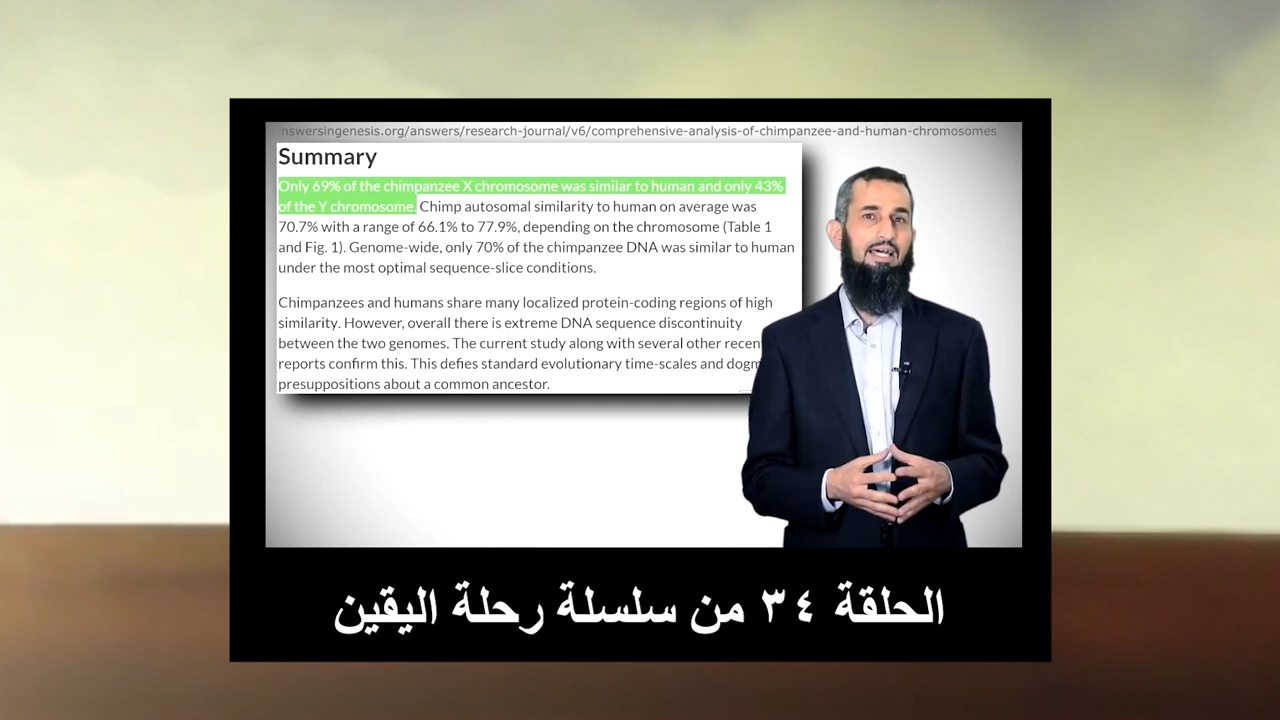 nswersingenesis.org/answers/research-journal/v6/comprehensive-analysis-of-chimpanzee-and-human-chromosomes
Summary
Only 69% of the chimpanzee X chromosome was similar to human and only 43%
of the Y chromosome. Chimp autosomal similarity to human on average was
70.7% with a range of 66.1% to 77.9%, depending on the chromosome (Table 1
and Fig. 1). Genome-wide, only 70% of the chimpanzee DNA was similar to human
under the most optimal sequence-slice conditions.
Chimpanzees and humans share many localized protein-coding regions of high
similarity. However, overall there is extreme DNA sequence discontinuity
between the two genomes. The current study along with several other recen
reports confirm this. This defies standard evolutionary time-scales and dogm
presuppositions about a common ancestor.
الحلقة ٣٤ من سلسلة رحلة اليقين